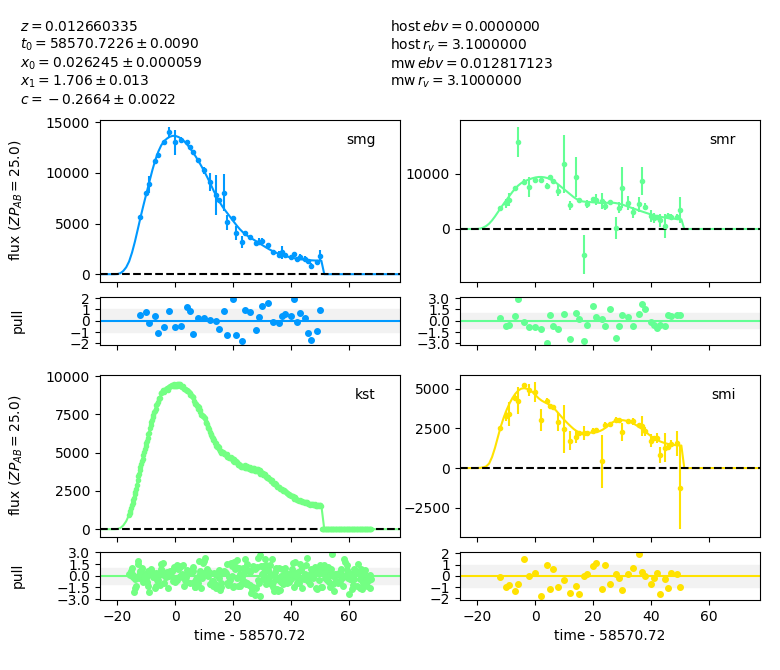 z = 0.012660335
t₀ = 58570.7226 ± 0.0090
x₀ = 0.026245 ± 0.000059
x₁ = 1.706 ± 0.013
c = −0.2664 ± 0.0022
host ebv = 0.0000000
host r_v = 3.1000000
mw ebv = 0.012817123
mw r_v = 3.1000000
smg
15000
10000
5000
0
flux (ZP_AB = 25.0)
smr
10000
0
2
1
0
−1
−2
pull
3.0
1.5
0.0
−1.5
−3.0
kst
10000
7500
5000
2500
0
flux (ZP_AB = 25.0)
smi
5000
2500
0
−2500
3.0
1.5
0.0
−1.5
−3.0
pull
−20 0 20 40 60
time - 58570.72
2
1
0
−1
−2
−20 0 20 40 60
time - 58570.72